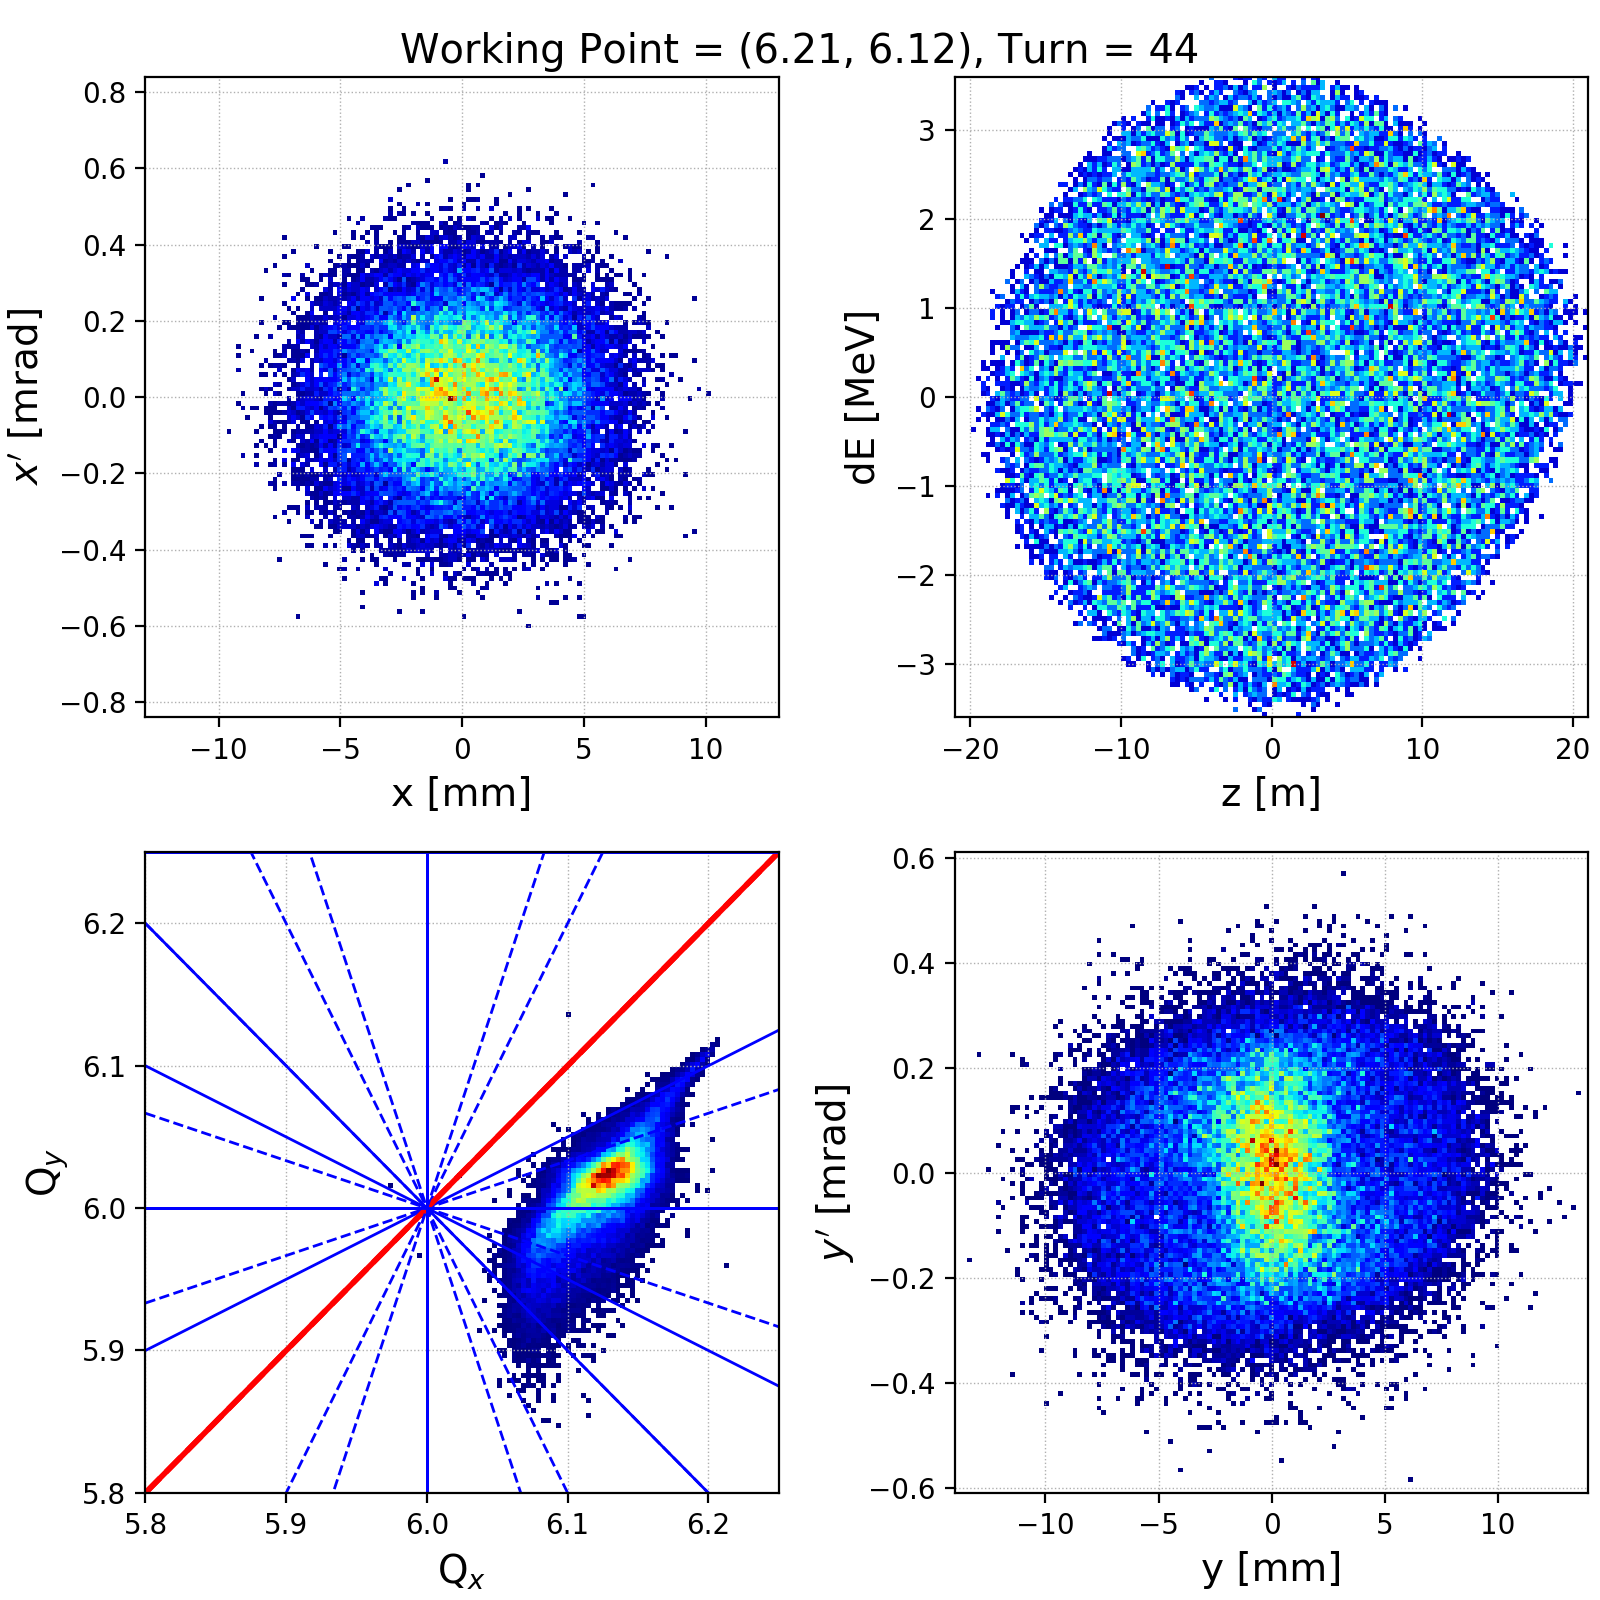 Working Point = (6.21, 6.12), Turn = 44
0.8
0.6
0.4
0.2
0.0
−0.2
−0.4
−0.6
−0.8
x′ [mrad]
−10 −5 0 5 10
x [mm]
3
2
1
0
−1
−2
−3
dE [MeV]
−20 −10 0 10 20
z [m]
6.2
6.1
6.0
5.9
5.8
Qy
5.8 5.9 6.0 6.1 6.2
Qx
0.6
0.4
0.2
0.0
−0.2
−0.4
−0.6
y′ [mrad]
−10 −5 0 5 10
y [mm]